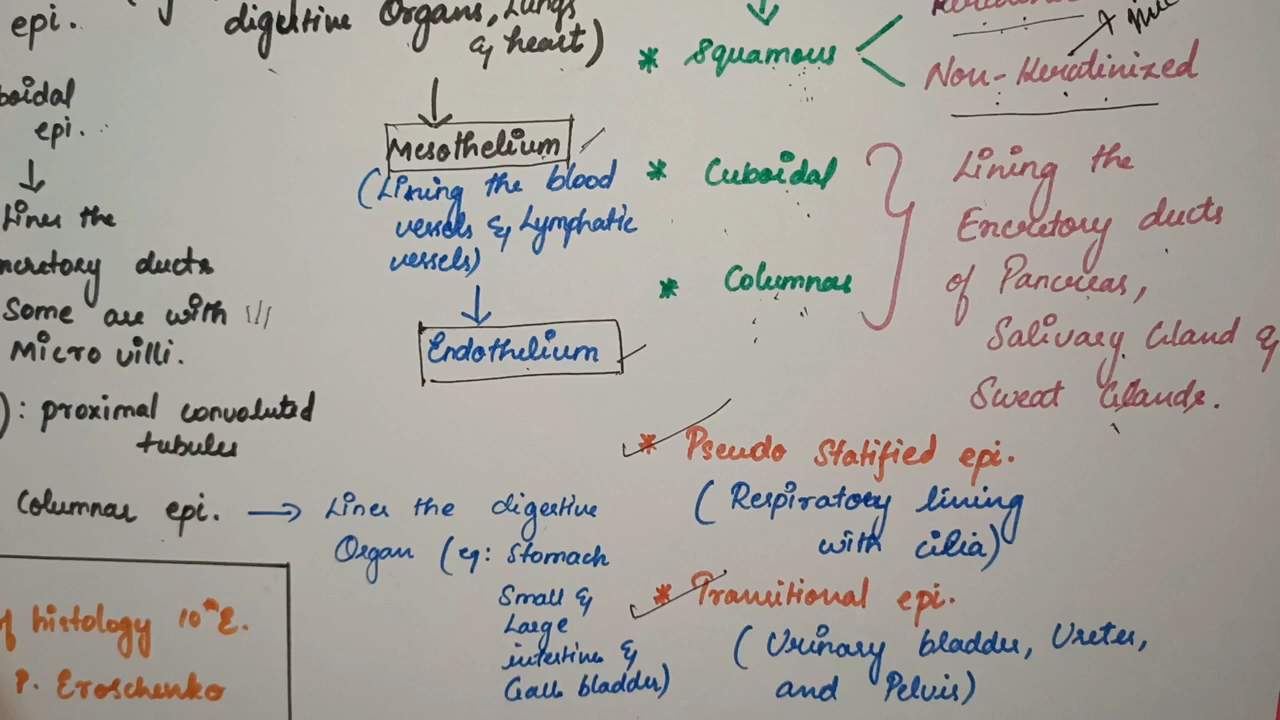 epi.
digestive Organs, Lungs
& heart)
boidal
epi.
Lines the
ncretory ducts
Some are with
Micro villi.
): proximal convoluted
tubules
Mesothelium
(Lining the blood
vessels & Lymphatic
vessels)
Endothelium
* Squamous
Non-Keratinized
* Cuboidal
* Columnar
Lining the
Excretory ducts
of Pancreas,
Salivary Gland &
Sweat Glands.
* Pseudo Statified epi.
(Respiratory lining
with cilia)
* Transitional epi.
(Urinary bladder, Ureter,
and Pelvis)
Columnar epi. → Lines the digestive
Organ (eg: Stomach
Small &
Large
intestine &
Gall bladder)
of histology 10th E.
P. Eroschenko